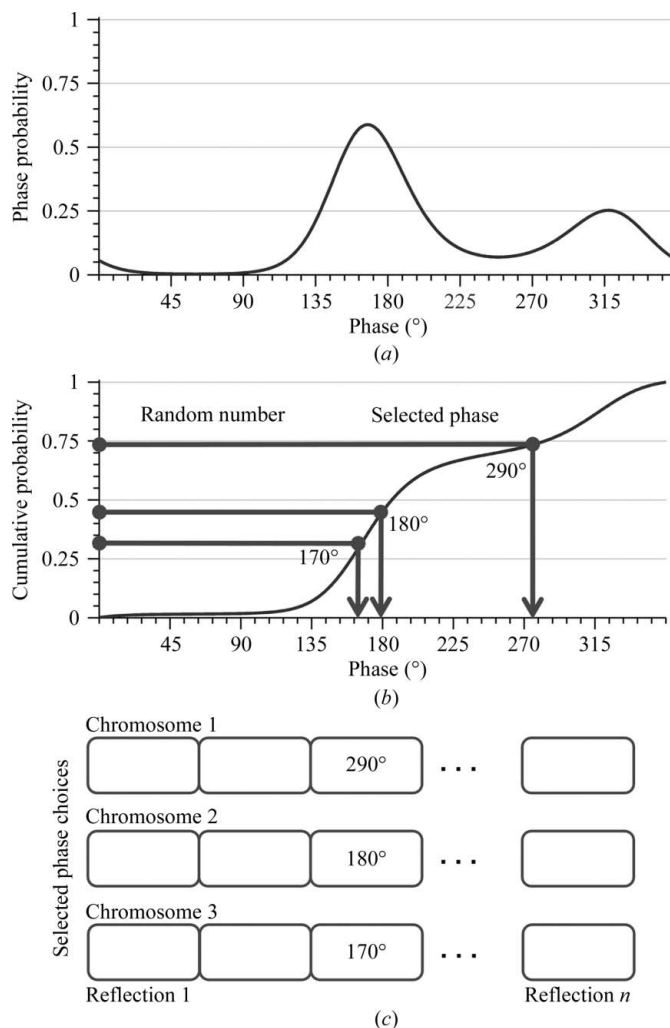 1
0.75
0.5
0.25
0
Phase probability
45 90 135 180 225 270 315
Phase (°)
(a)
1
0.75
0.5
0.25
0
Cumulative probability
Random number Selected phase
290°
180°
170°
45 90 135 180 225 270 315
Phase (°)
(b)
Selected phase choices
Chromosome 1
290° . . .
Chromosome 2
180° . . .
Chromosome 3
170° . . .
Reflection 1 Reflection n
(c)